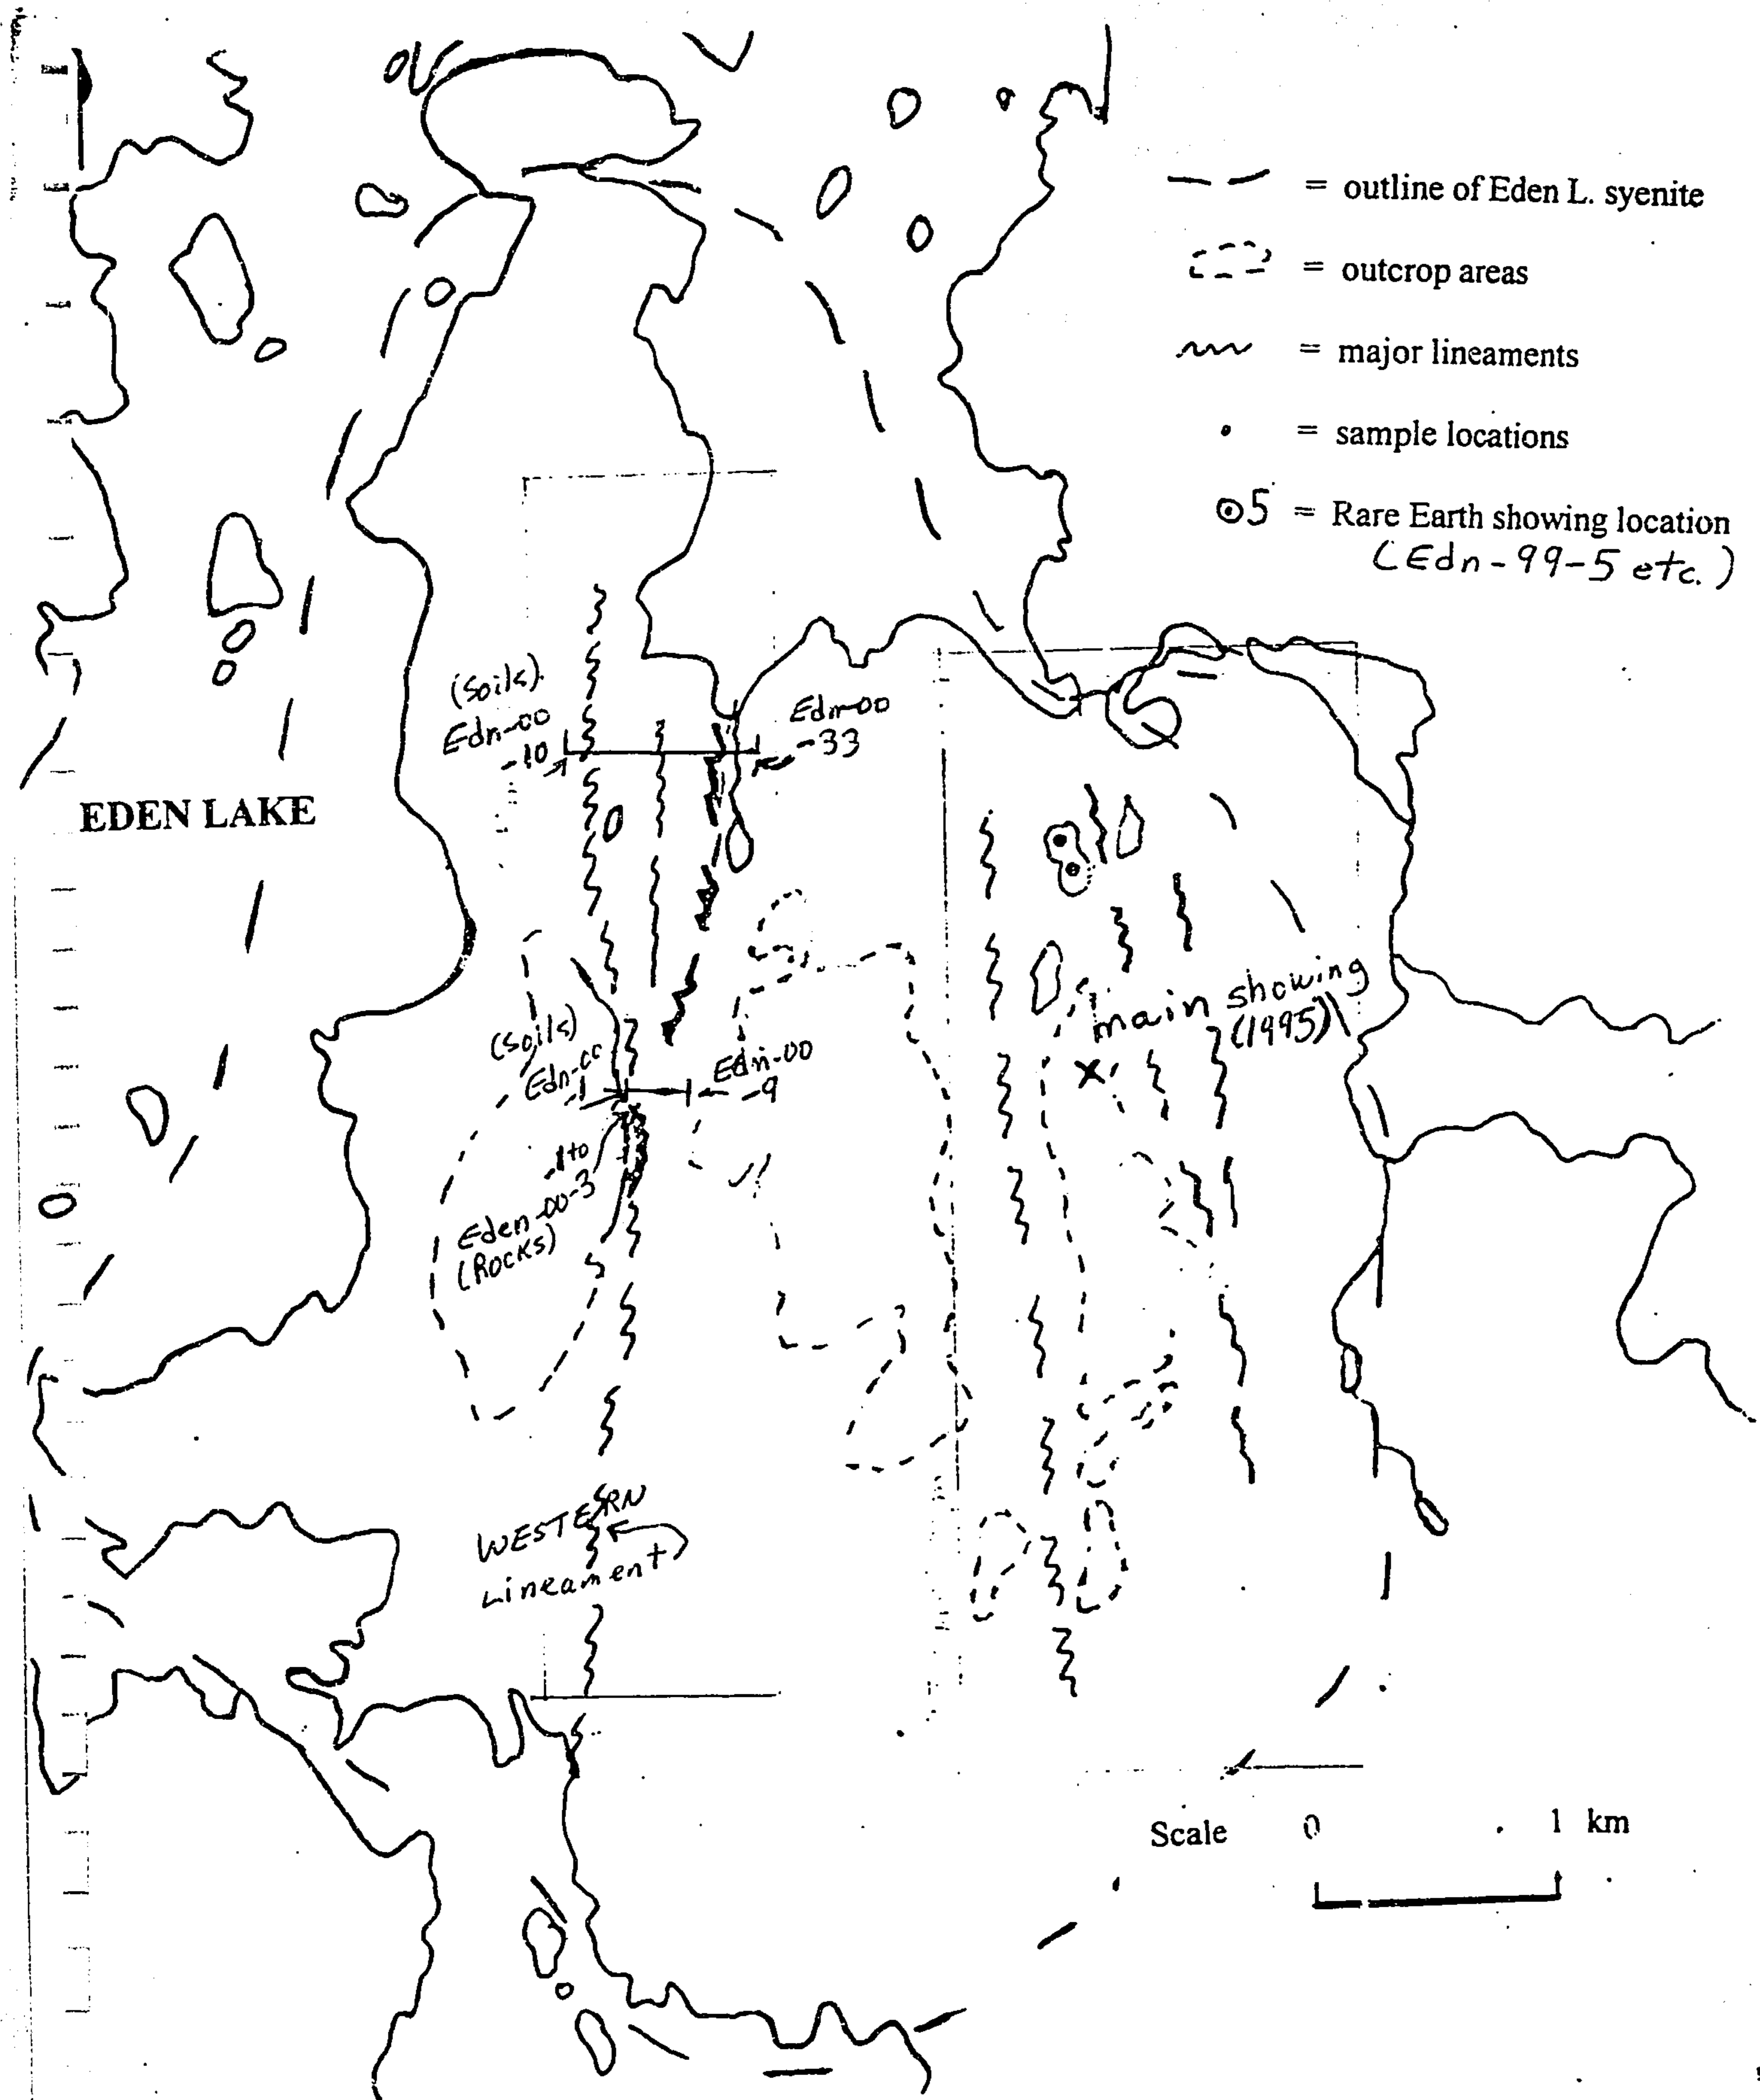 — — = outline of Eden L. syenite
= outcrop areas
= major lineaments
• = sample locations
⊙5 = Rare Earth showing location
(Edn-99-5 etc.)
(Soils)
Edn-00
-10
Edn-00
-33
EDEN LAKE
main showing
(1995)
(Soils)
Edn-00
-1
Edn-00
-9
-1 to
Eden-00-3
(Rocks)
WESTERN
Lineament
Scale 0 1 km